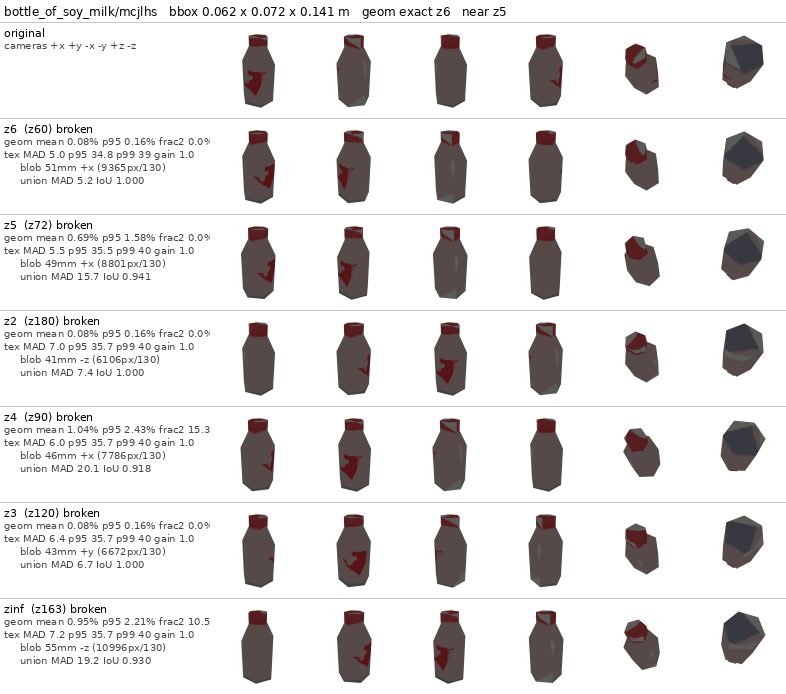 bottle_of_soy_milk/mcjlhs   bbox 0.062 x 0.072 x 0.141 m   geom exact z6   near z5
original
cameras +x +y -x -y +z -z
z6  (z60) broken
geom mean 0.08% p95 0.16% frac2 0.0%
tex MAD 5.0 p95 34.8 p99 39 gain 1.0
blob 51mm +x (9365px/130)
union MAD 5.2 IoU 1.000
z5  (z72) broken
geom mean 0.69% p95 1.58% frac2 0.0%
tex MAD 5.5 p95 35.5 p99 40 gain 1.0
blob 49mm +x (8801px/130)
union MAD 15.7 IoU 0.941
z2  (z180) broken
geom mean 0.08% p95 0.16% frac2 0.0%
tex MAD 7.0 p95 35.7 p99 40 gain 1.0
blob 41mm -z (6106px/130)
union MAD 7.4 IoU 1.000
z4  (z90) broken
geom mean 1.04% p95 2.43% frac2 15.3
tex MAD 6.0 p95 35.7 p99 40 gain 1.0
blob 46mm +x (7786px/130)
union MAD 20.1 IoU 0.918
z3  (z120) broken
geom mean 0.08% p95 0.16% frac2 0.0%
tex MAD 6.4 p95 35.7 p99 40 gain 1.0
blob 43mm +y (6672px/130)
union MAD 6.7 IoU 1.000
zinf  (z163) broken
geom mean 0.95% p95 2.21% frac2 10.5
tex MAD 7.2 p95 35.7 p99 40 gain 1.0
blob 55mm -z (10996px/130)
union MAD 19.2 IoU 0.930